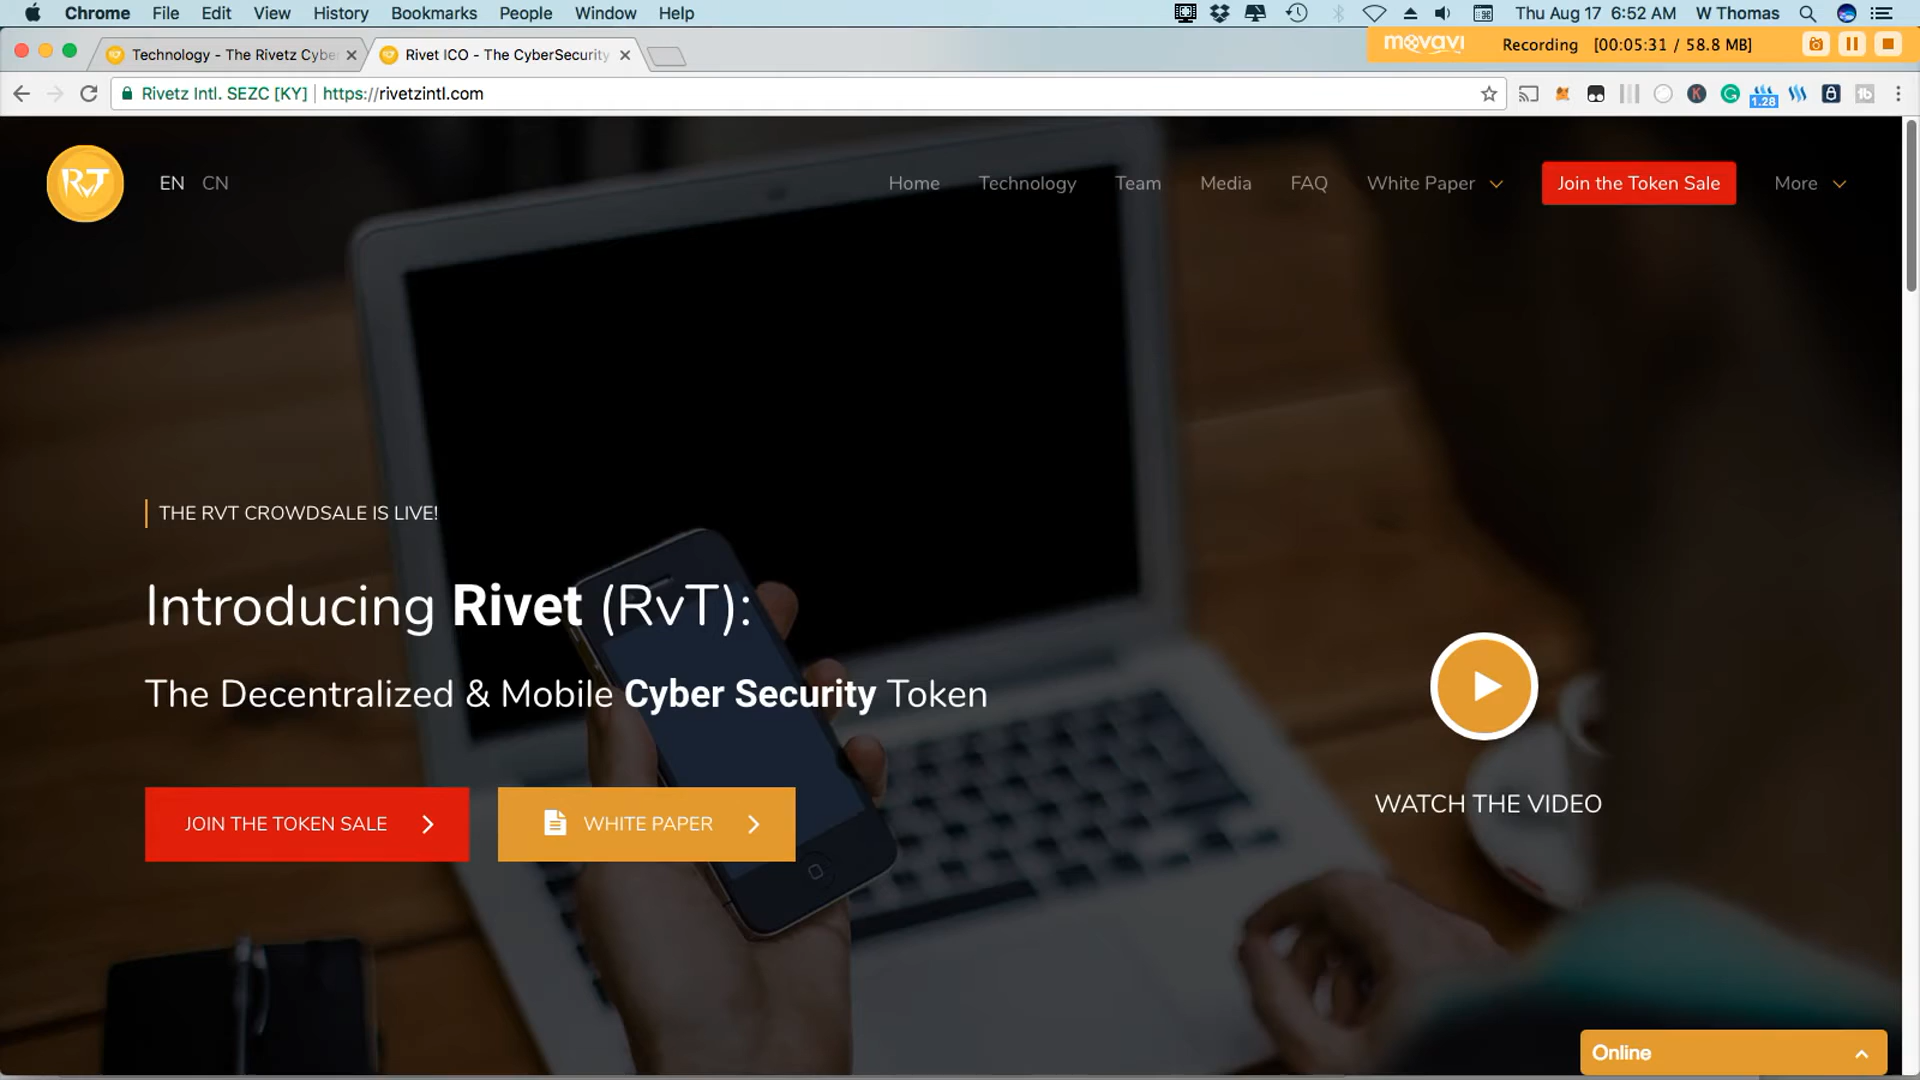 Chrome File Edit View History Bookmarks People Window Help Thu Aug 17 6:52 AM W Thomas
Technology - The Rivetz Cybe
Rivet ICO - The CyberSecurity
movavi Recording [00:05:31 / 58.8 MB]
Rivetz Intl. SEZC [KY] https://rivetzintl.com
K
1.28
tb
RvT
EN CN
Home Technology Team Media FAQ White Paper Join the Token Sale More
THE RVT CROWDSALE IS LIVE!
Introducing Rivet (RvT):
The Decentralized & Mobile Cyber Security Token
JOIN THE TOKEN SALE
WHITE PAPER
WATCH THE VIDEO
Online